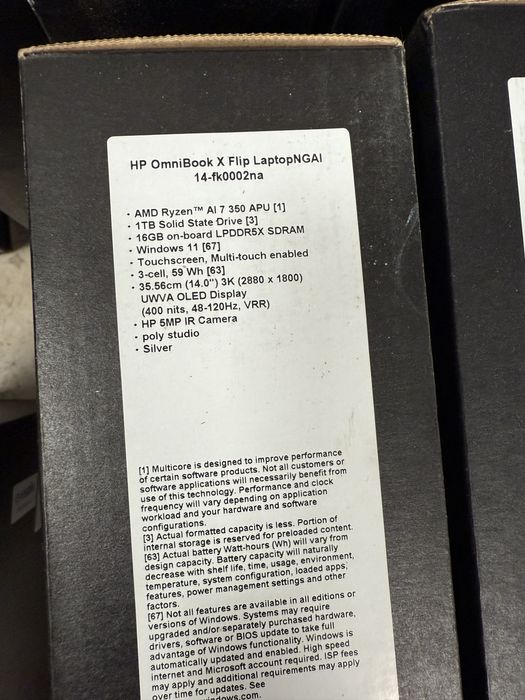 HP OmniBook X Flip LaptopNGAI
14-fk0002na
· AMD Ryzen™ AI 7 350 APU [1]
· 1TB Solid State Drive [3]
· 16GB on-board LPDDR5X SDRAM
· Windows 11 [67]
· Touchscreen, Multi-touch enabled
· 3-cell, 59 Wh [63]
· 35.56cm (14.0") 3K (2880 x 1800)
UWVA OLED Display
(400 nits, 48-120Hz, VRR)
· HP 5MP IR Camera
· poly studio
· Silver
[1] Multicore is designed to improve performance
of certain software products. Not all customers or
software applications will necessarily benefit from
use of this technology. Performance and clock
frequency will vary depending on application
workload and your hardware and software
configurations.
[3] Actual formatted capacity is less. Portion of
internal storage is reserved for preloaded content.
[63] Actual battery Watt-hours (Wh) will vary from
design capacity. Battery capacity will naturally
decrease with shelf life, time, usage, environment,
temperature, system configuration, loaded apps,
features, power management settings and other
factors.
[67] Not all features are available in all editions or
versions of Windows. Systems may require
upgraded and/or separately purchased hardware,
drivers, software or BIOS update to take full
advantage of Windows functionality. Windows is
automatically updated and enabled. High speed
internet and Microsoft account required. ISP fees
may apply and additional requirements may apply
over time for updates. See
windows.com.